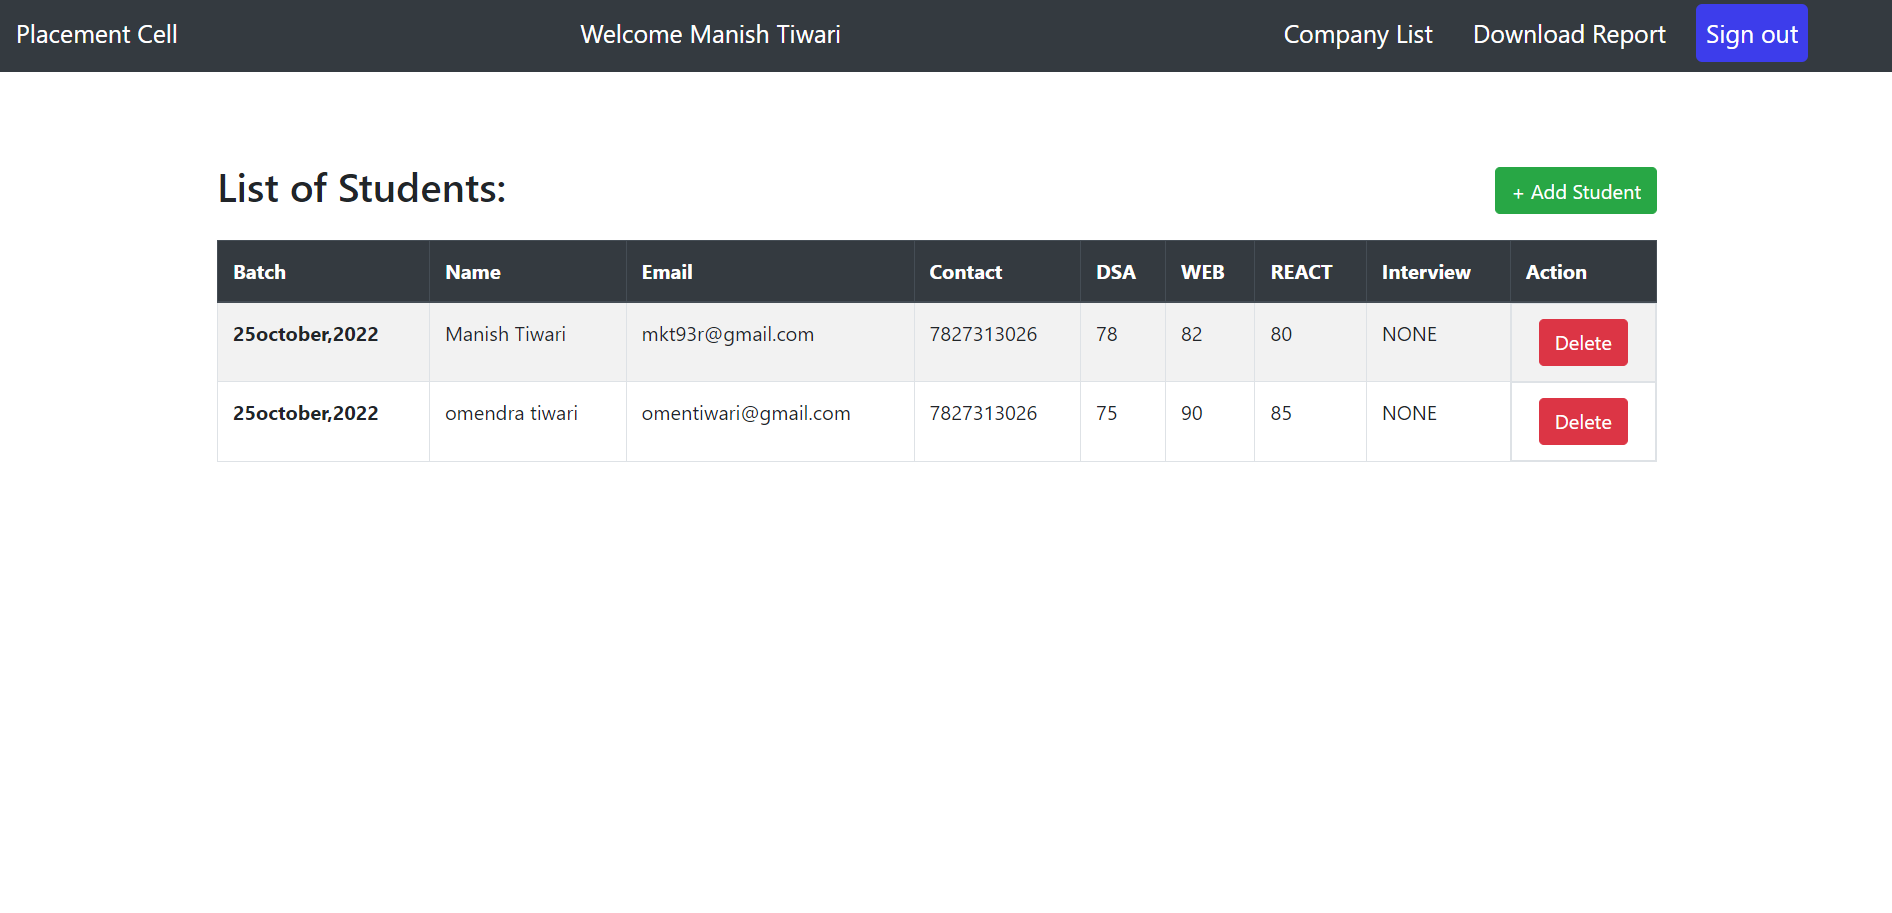 Placement Cell Welcome Manish Tiwari Company List Download Report Sign out
List of Students: + Add Student
Batch Name Email Contact DSA WEB REACT Interview Action
25october,2022 Manish Tiwari mkt93r@gmail.com 7827313026 78 82 80 NONE Delete
25october,2022 omendra tiwari omentiwari@gmail.com 7827313026 75 90 85 NONE Delete